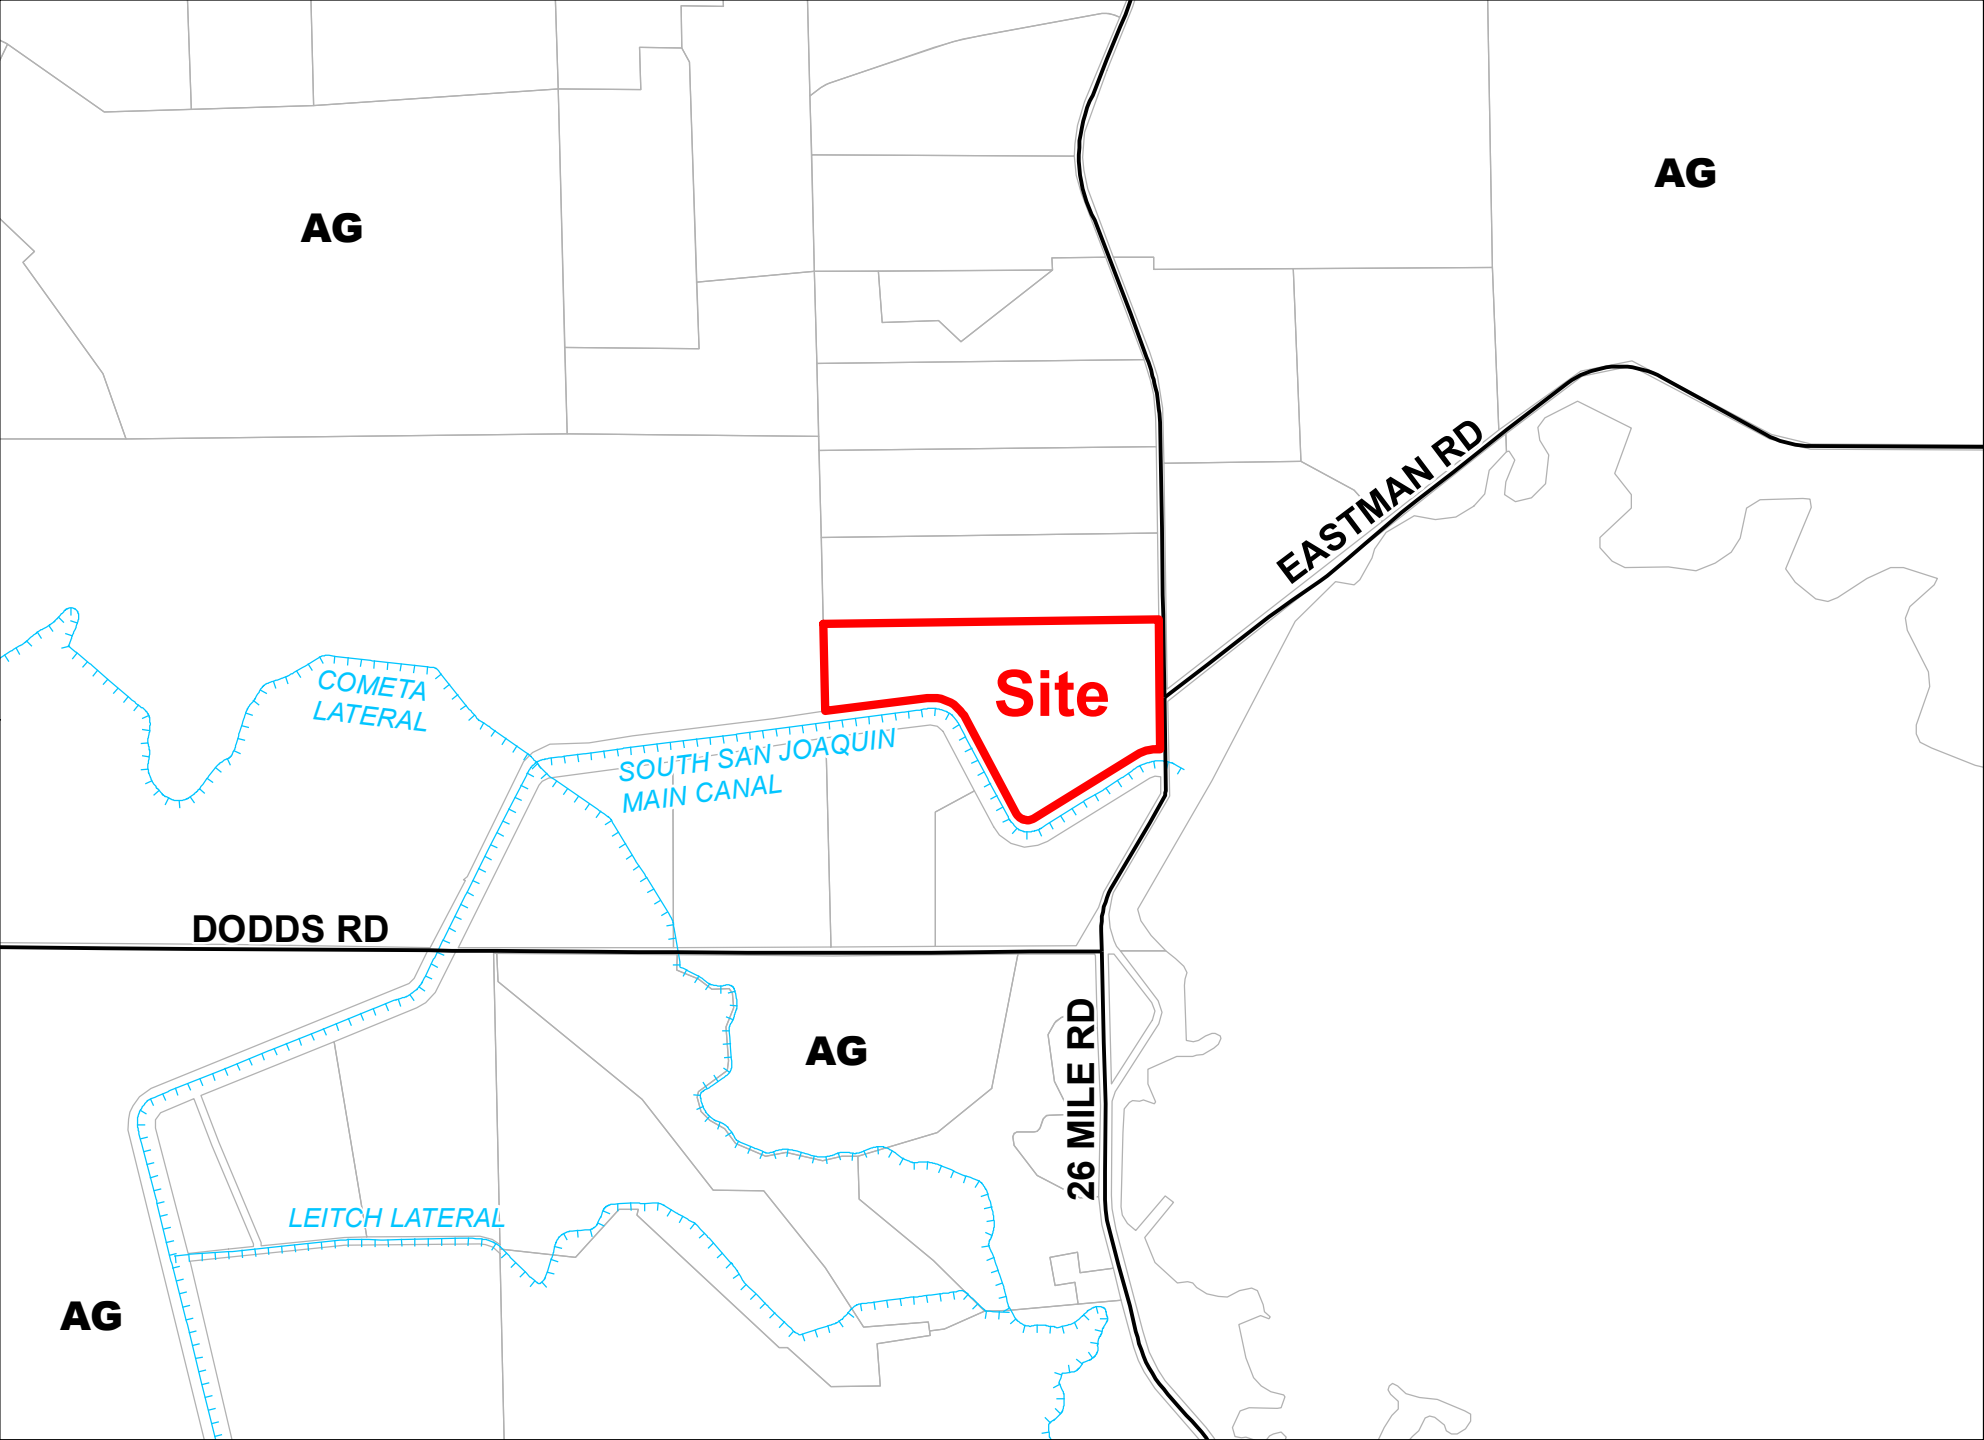 AG
AG
EASTMAN RD
Site
COMETA
LATERAL
SOUTH SAN JOAQUIN
MAIN CANAL
DODDS RD
AG
26 MILE RD
LEITCH LATERAL
AG